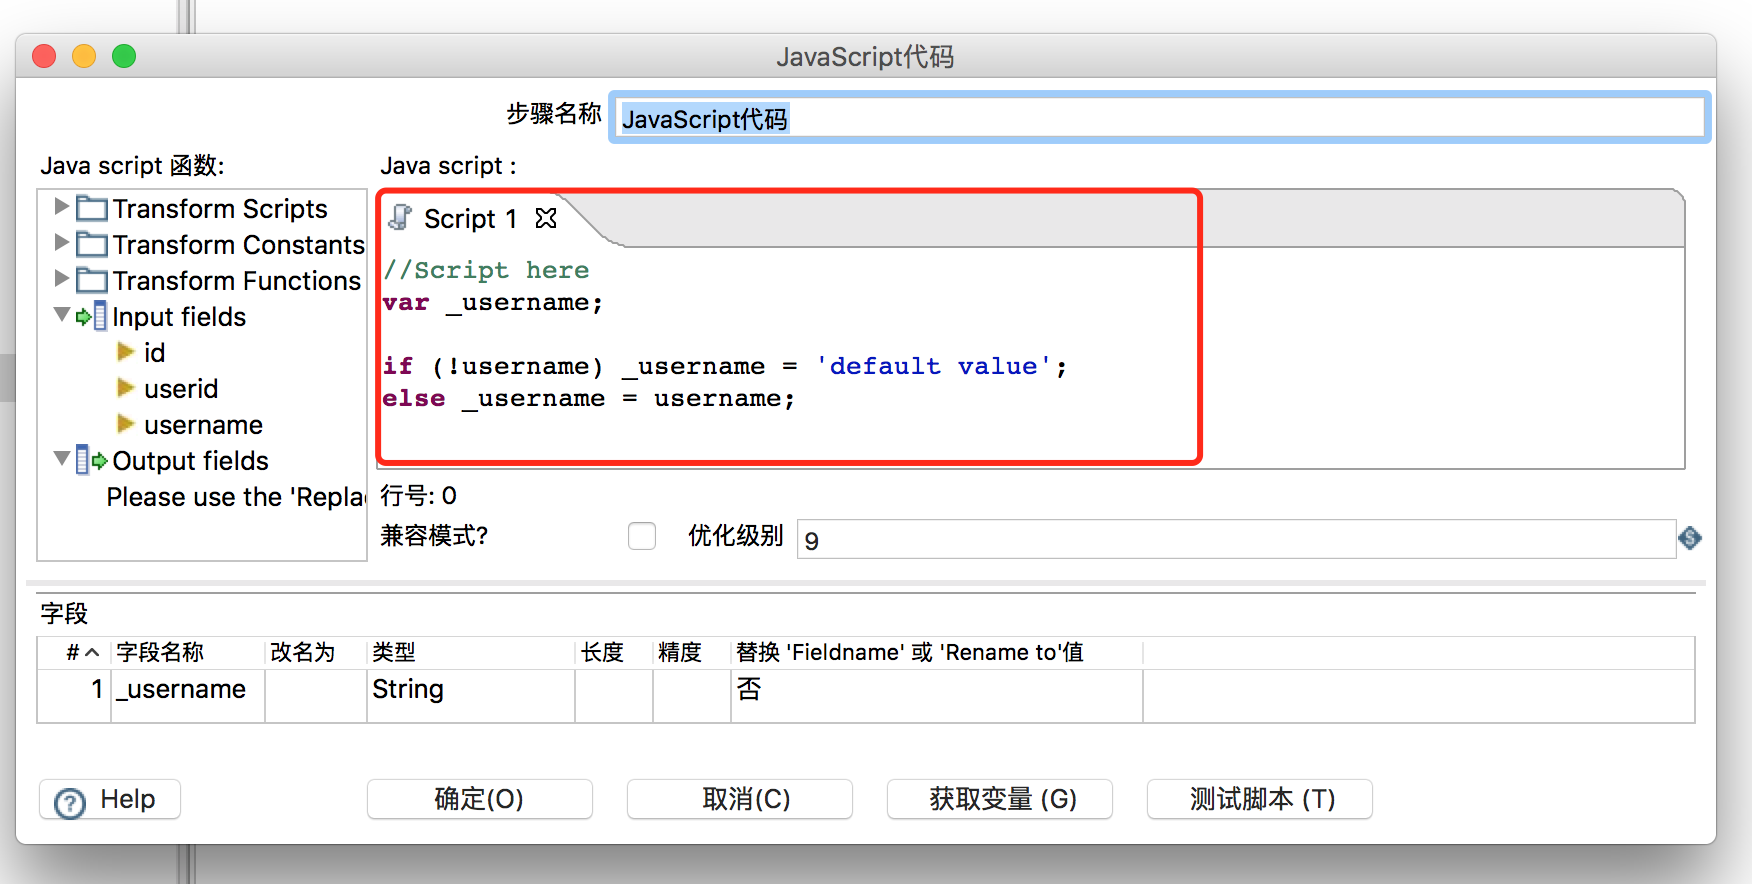 JavaScript代码
步骤名称 JavaScript代码
Java script 函数:
Transform Scripts
Transform Constants
Transform Functions
Input fields
id
userid
username
Output fields
Please use the 'Repla
Java script :
Script 1
//Script here
var _username;
if (!username) _username = 'default value';
else _username = username;
行号: 0
兼容模式? 优化级别 9
字段
# 字段名称 改名为 类型 长度 精度 替换 'Fieldname' 或 'Rename to'值
1 _username String 否
Help 确定(O) 取消(C) 获取变量 (G) 测试脚本 (T)